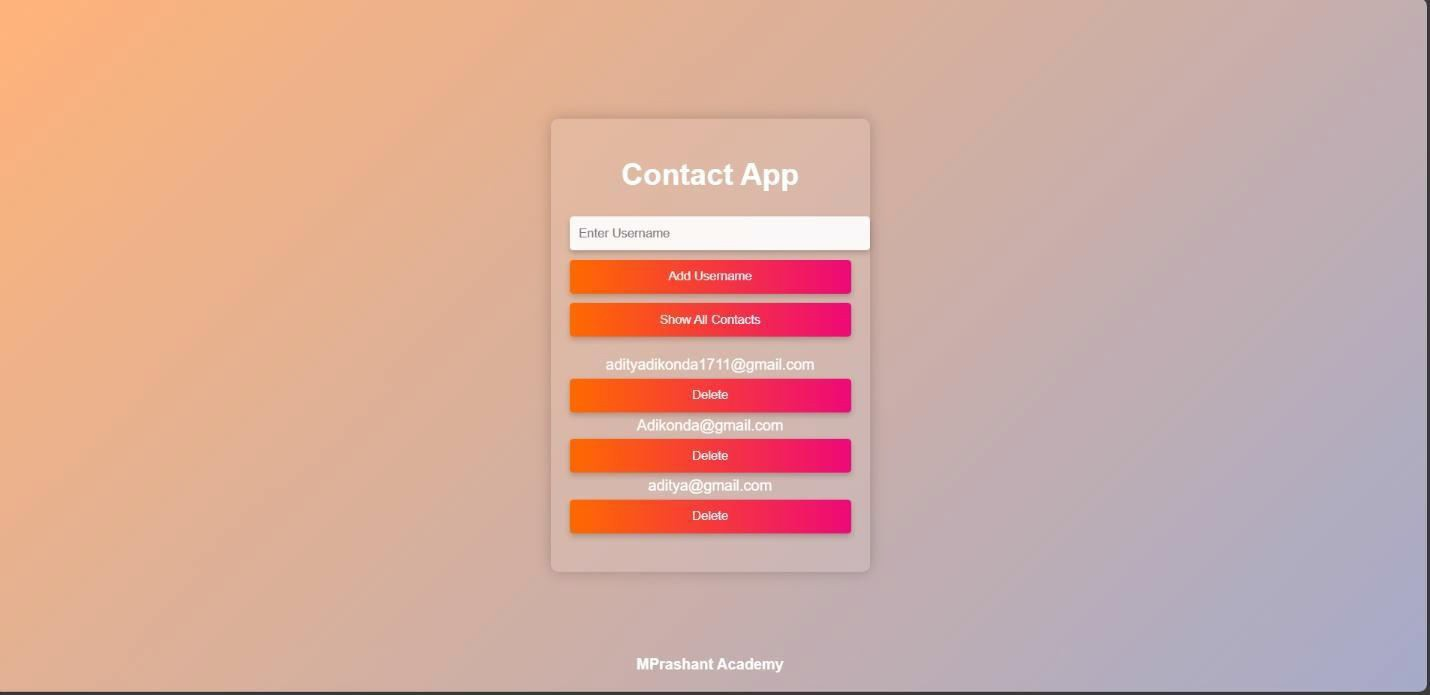 Contact App
Enter Username
Add Username
Show All Contacts
adityadikonda1711@gmail.com
Delete
Adikonda@gmail.com
Delete
aditya@gmail.com
Delete
MPrashant Academy